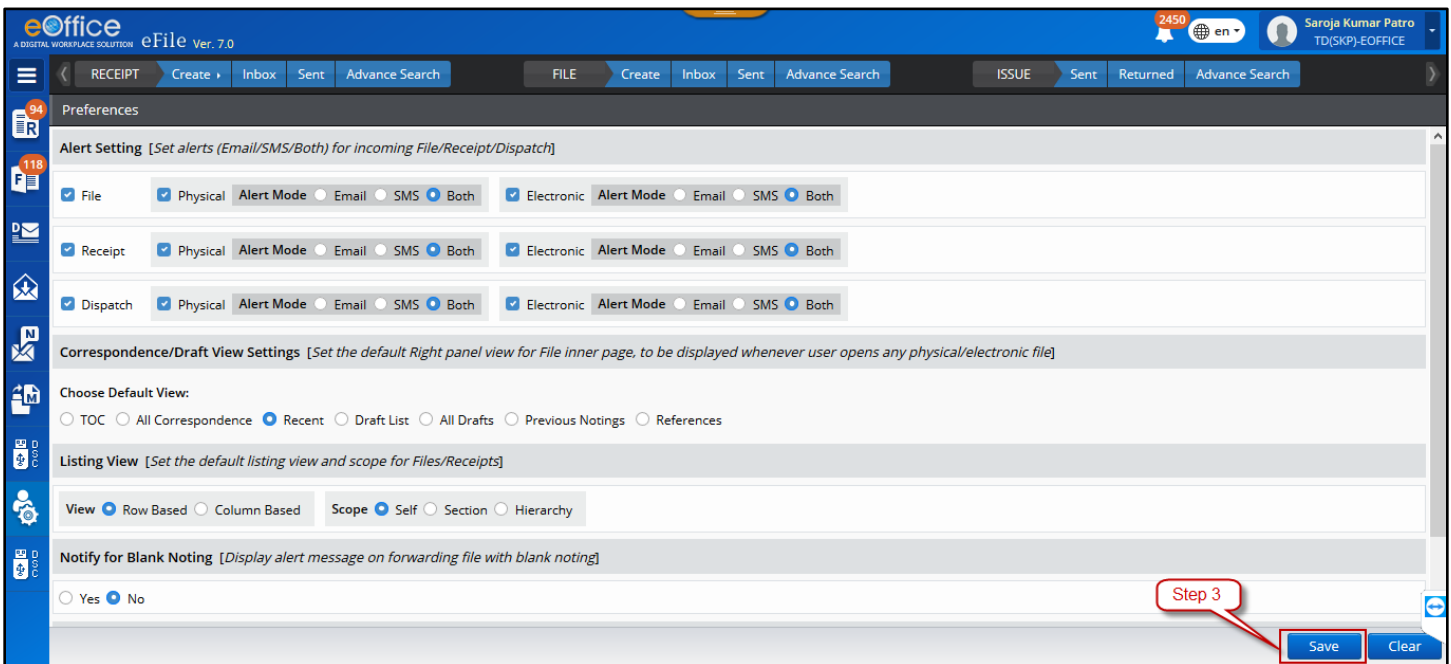 eOffice
A DIGITAL WORKPLACE SOLUTION eFile Ver. 7.0
2450
en
Saroja Kumar Patro
TD(SKP)-EOFFICE
RECEIPT Create Inbox Sent Advance Search FILE Create Inbox Sent Advance Search ISSUE Sent Returned Advance Search
94
R
118
F
D
N
M
DSC
DSC
Preferences
Alert Setting [Set alerts (Email/SMS/Both) for incoming File/Receipt/Dispatch]
File Physical Alert Mode Email SMS Both Electronic Alert Mode Email SMS Both
Receipt Physical Alert Mode Email SMS Both Electronic Alert Mode Email SMS Both
Dispatch Physical Alert Mode Email SMS Both Electronic Alert Mode Email SMS Both
Correspondence/Draft View Settings [Set the default Right panel view for File inner page, to be displayed whenever user opens any physical/electronic file]
Choose Default View:
TOC All Correspondence Recent Draft List All Drafts Previous Notings References
Listing View [Set the default listing view and scope for Files/Receipts]
View Row Based Column Based Scope Self Section Hierarchy
Notify for Blank Noting [Display alert message on forwarding file with blank noting]
Yes No
Step 3
Save Clear